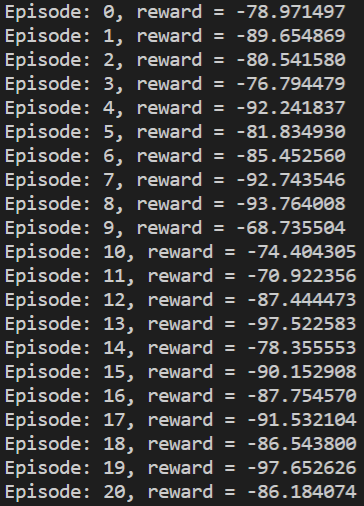 Episode: 0, reward = -78.971497
Episode: 1, reward = -89.654869
Episode: 2, reward = -80.541580
Episode: 3, reward = -76.794479
Episode: 4, reward = -92.241837
Episode: 5, reward = -81.834930
Episode: 6, reward = -85.452560
Episode: 7, reward = -92.743546
Episode: 8, reward = -93.764008
Episode: 9, reward = -68.735504
Episode: 10, reward = -74.404305
Episode: 11, reward = -70.922356
Episode: 12, reward = -87.444473
Episode: 13, reward = -97.522583
Episode: 14, reward = -78.355553
Episode: 15, reward = -90.152908
Episode: 16, reward = -87.754570
Episode: 17, reward = -91.532104
Episode: 18, reward = -86.543800
Episode: 19, reward = -97.652626
Episode: 20, reward = -86.184074